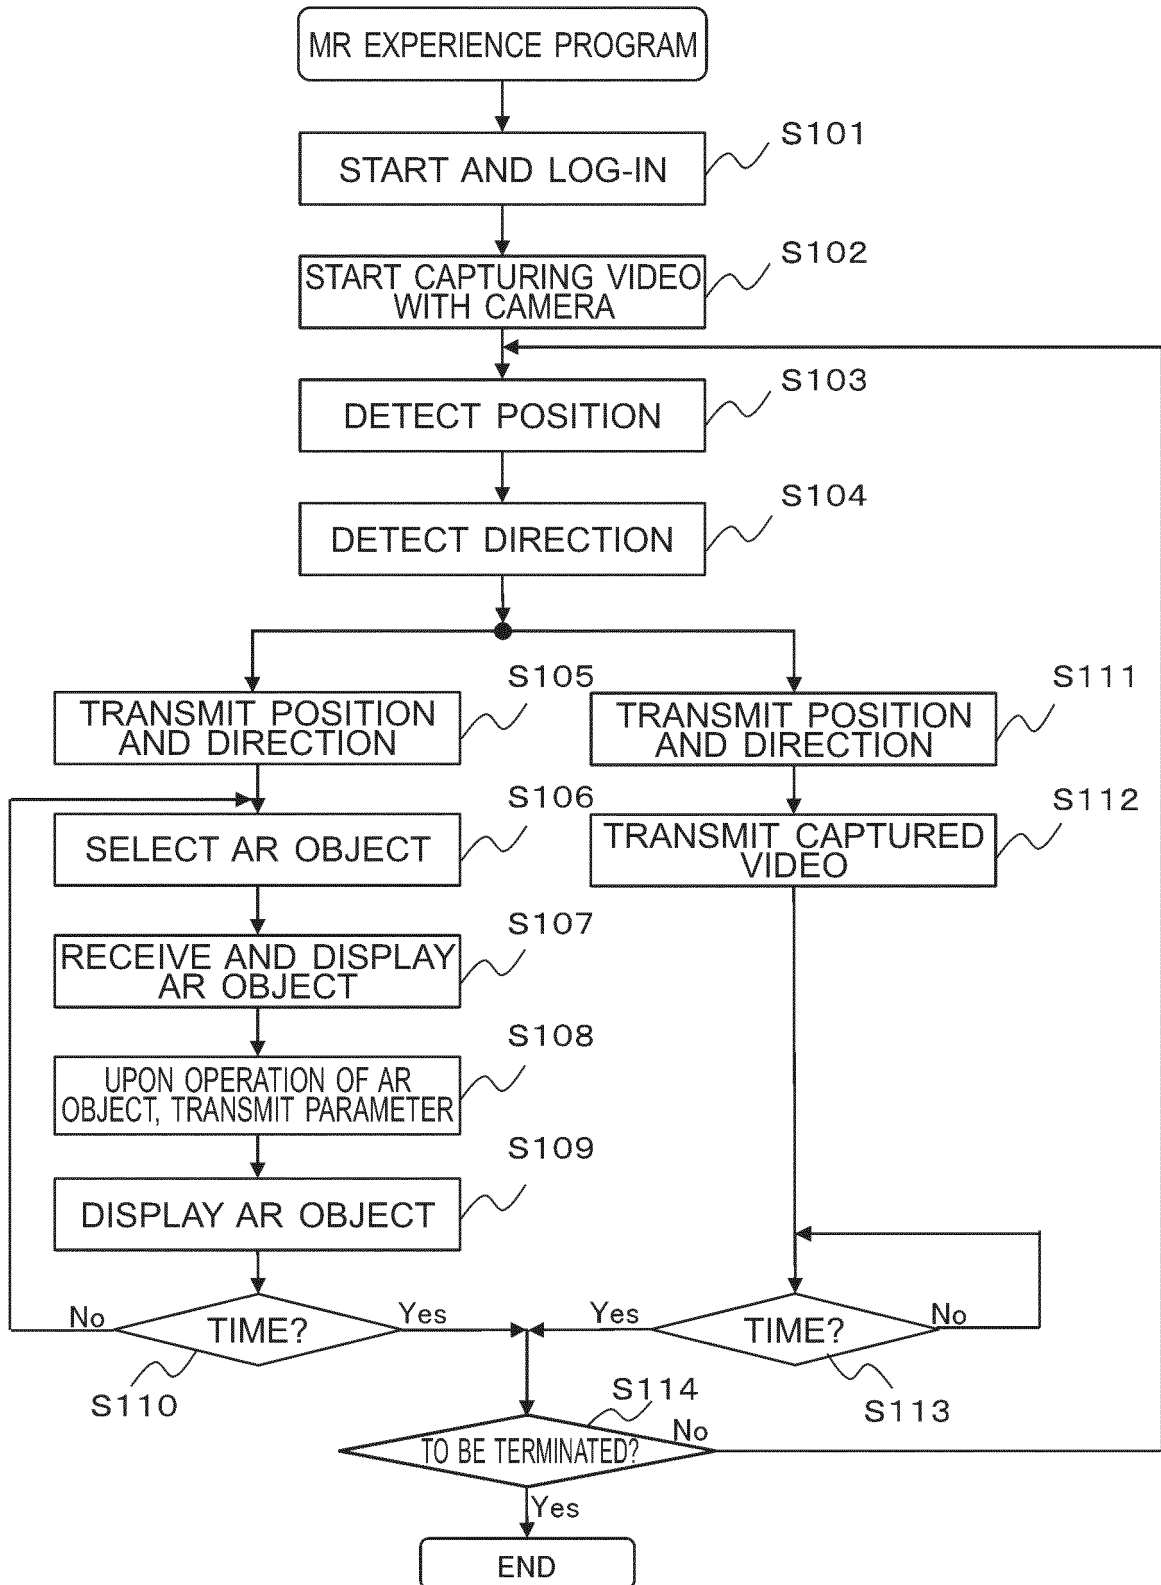 MR EXPERIENCE PROGRAM
S101
START AND LOG-IN
S102
START CAPTURING VIDEO
WITH CAMERA
S103
DETECT POSITION
S104
DETECT DIRECTION
S105
TRANSMIT POSITION
AND DIRECTION
S111
TRANSMIT POSITION
AND DIRECTION
S106
SELECT AR OBJECT
S112
TRANSMIT CAPTURED
VIDEO
S107
RECEIVE AND DISPLAY
AR OBJECT
S108
UPON OPERATION OF AR
OBJECT, TRANSMIT PARAMETER
S109
DISPLAY AR OBJECT
No
TIME?
Yes
S110
Yes
TIME?
No
S113
S114
TO BE TERMINATED?
No
Yes
END